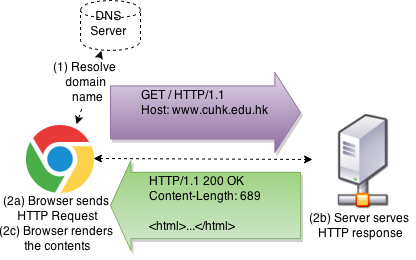 DNS
Server
(1) Resolve
domain
name
GET / HTTP/1.1
Host: www.cuhk.edu.hk
HTTP/1.1 200 OK
Content-Length: 689
<html>...</html>
(2a) Browser sends
HTTP Request
(2c) Browser renders
the contents
(2b) Server serves
HTTP response